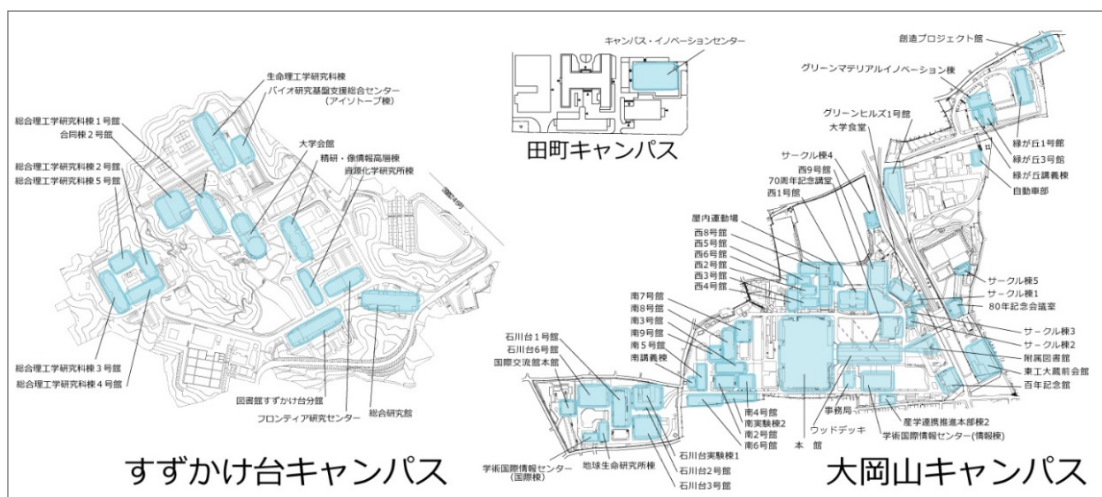 生命理工学研究科棟
バイオ研究基盤支援総合センター
(アイソトープ棟)
総合理工学研究科棟1号館
合同棟2号館
大学会館
精研・像情報高層棟
資源化学研究所棟
総合理工学研究科棟2号館
総合理工学研究科棟5号館
国道246号
総合理工学研究科棟3号館
総合理工学研究科棟4号館
図書館すずかけ台分館
フロンティア研究センター
総合研究館
すずかけ台キャンパス
キャンパス・イノベーションセンター
田町キャンパス
創造プロジェクト館
グリーンマテリアルイノベーション棟
グリーンヒルズ1号館
大学食堂
緑が丘1号館
緑が丘3号館
緑が丘講義棟
自動車部
サークル棟4
西9号館
70周年記念講堂
西1号館
屋内運動場
西8号館
西5号館
西6号館
西2号館
西3号館
西4号館
南7号館
南8号館
南3号館
南9号館
南5号館
南講義棟
石川台1号館
石川台6号館
国際交流館本館
サークル棟5
サークル棟1
80年記念会議室
サークル棟3
サークル棟2
附属図書館
東工大蔵前会館
百年記念館
産学連携推進本部棟2
学術国際情報センター(情報棟)
事務局
ウッドデッキ
本館
南4号館
南実験棟2
南2号館
南6号館
石川台実験棟1
石川台2号館
石川台3号館
地球生命研究所棟
学術国際情報センター
(国際棟)
大岡山キャンパス